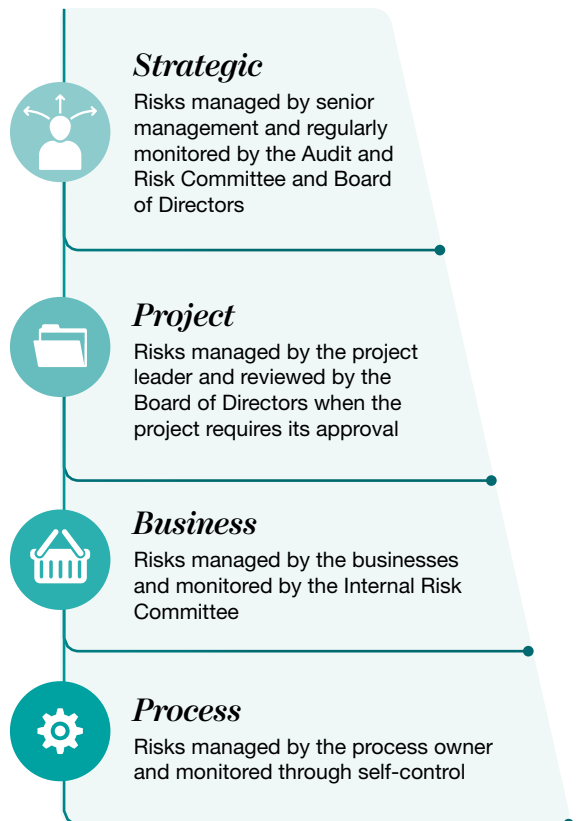 Strategic
Risks managed by senior
management and regularly
monitored by the Audit and
Risk Committee and Board
of Directors
Project
Risks managed by the project
leader and reviewed by the
Board of Directors when the
project requires its approval
Business
Risks managed by the businesses
and monitored by the Internal Risk
Committee
Process
Risks managed by the process owner
and monitored through self-control